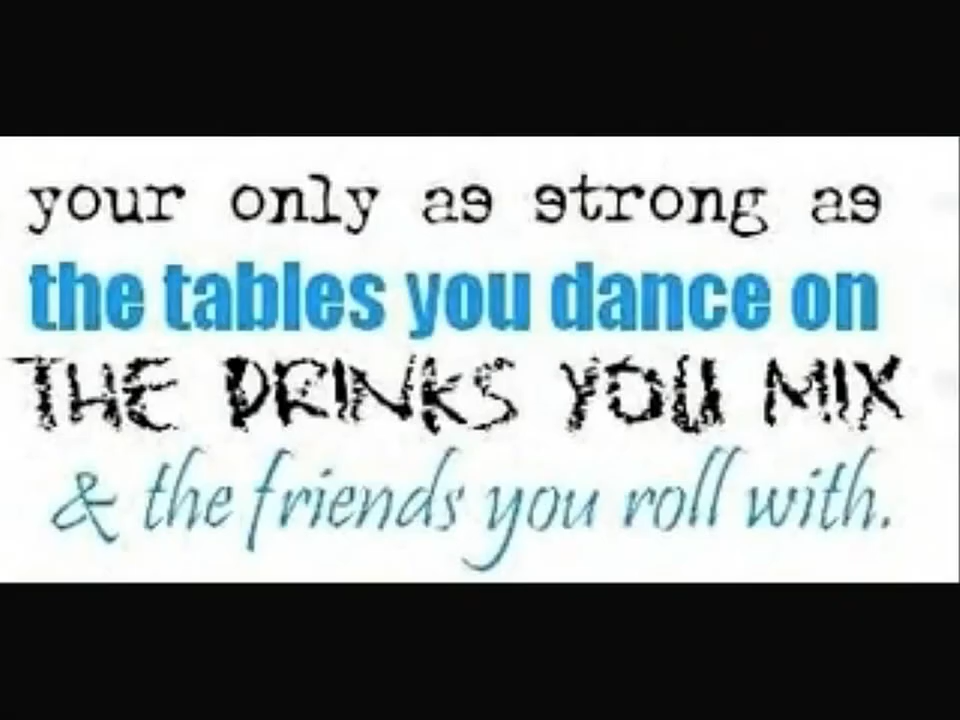 your only as strong as
the tables you dance on
THE DRINKS YOU MIX
& the friends you roll with.